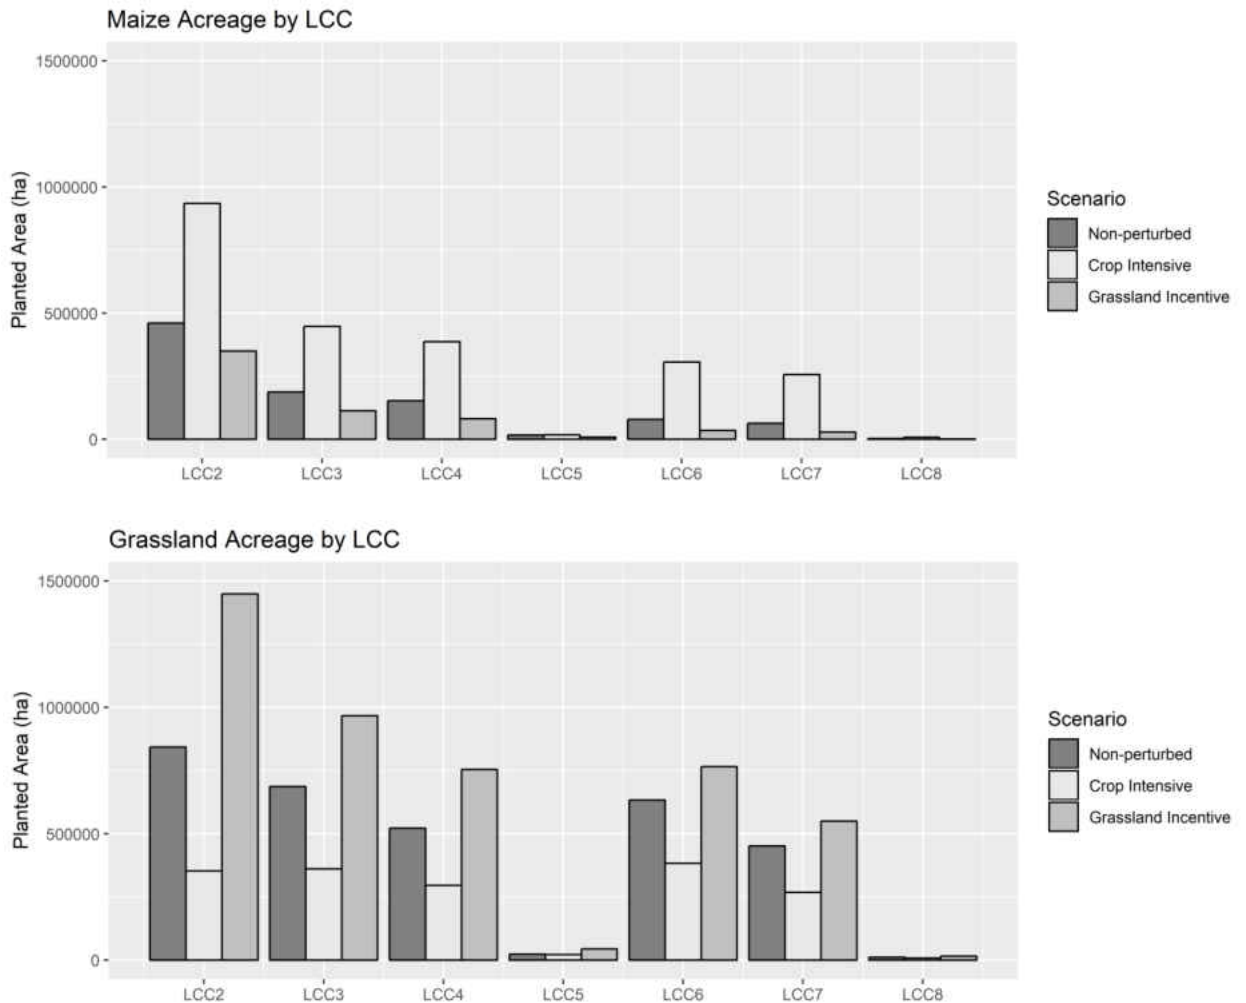 Maize Acreage by LCC
Planted Area (ha)
1500000
1000000
500000
0
LCC2 LCC3 LCC4 LCC5 LCC6 LCC7 LCC8
Scenario
Non-perturbed
Crop Intensive
Grassland Incentive
Grassland Acreage by LCC
Planted Area (ha)
1500000
1000000
500000
0
LCC2 LCC3 LCC4 LCC5 LCC6 LCC7 LCC8
Scenario
Non-perturbed
Crop Intensive
Grassland Incentive